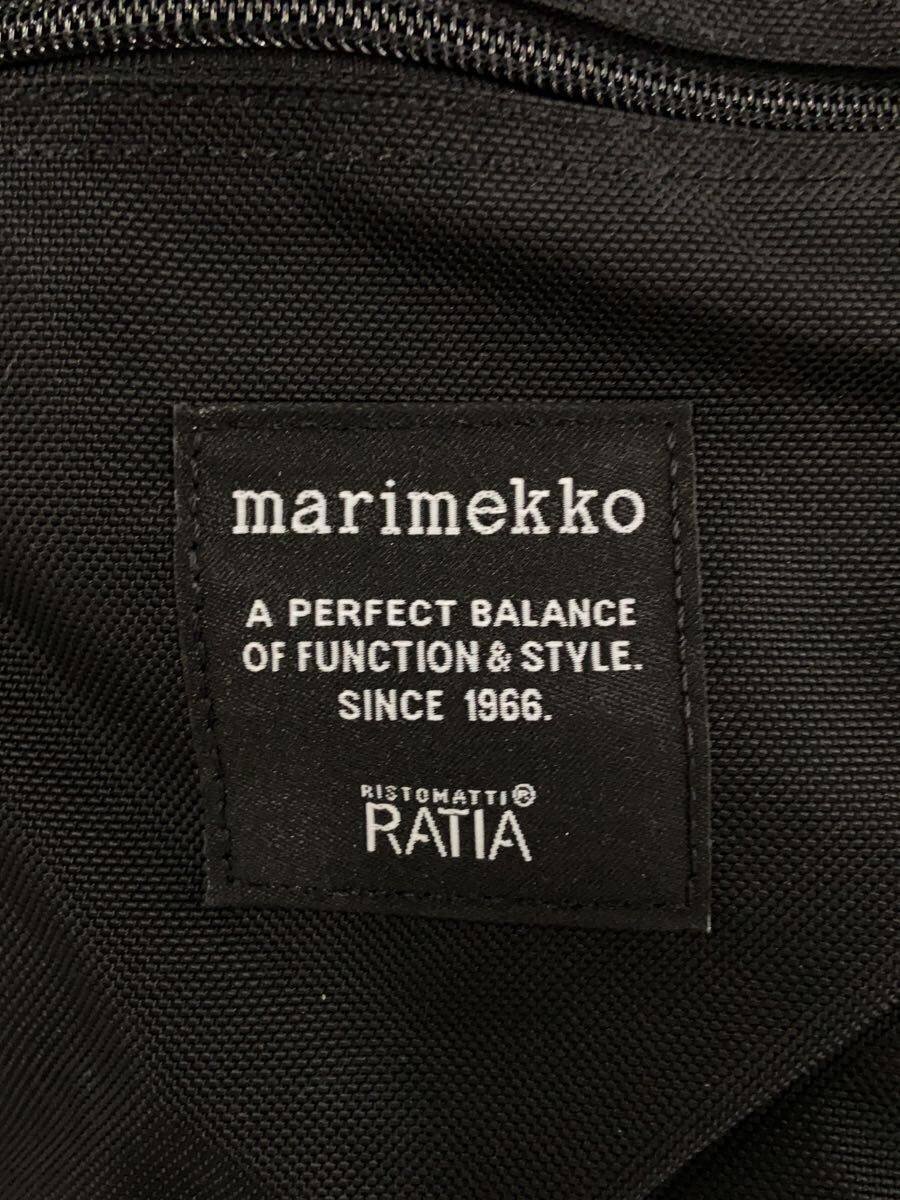 marimekko
A PERFECT BALANCE
OF FUNCTION & STYLE.
SINCE 1966.
RISTOMATTI®
RATIA